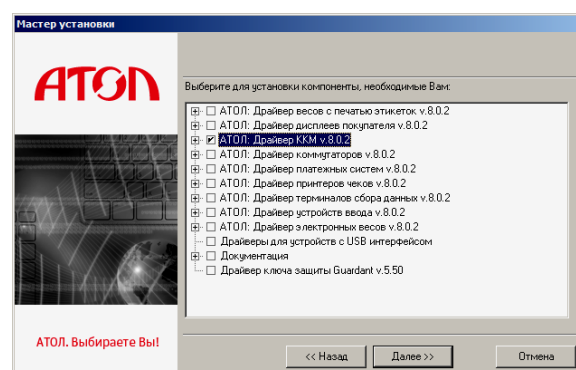 Мастер установки
АТОЛ
Выберите для установки компоненты, необходимые Вам:
АТОЛ: Драйвер весов с печатью этикеток v.8.0.2
АТОЛ: Драйвер дисплеев покупателя v.8.0.2
АТОЛ: Драйвер ККМ v.8.0.2
АТОЛ: Драйвер коммутаторов v.8.0.2
АТОЛ: Драйвер платежных систем v.8.0.2
АТОЛ: Драйвер принтеров чеков v.8.0.2
АТОЛ: Драйвер терминалов сбора данных v.8.0.2
АТОЛ: Драйвер устройств ввода v.8.0.2
АТОЛ: Драйвер электронных весов v.8.0.2
Драйверы для устройств с USB интерфейсом
Документация
Драйвер ключа защиты Guardant v.5.50
АТОЛ. Выбираете Вы!
<< Назад
Далее >>
Отмена